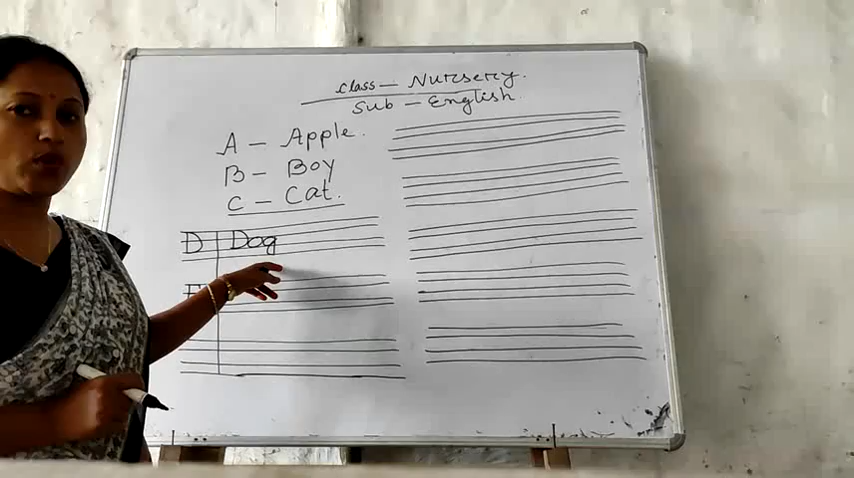 Class - Nursery.
Sub - English.
A - Apple.
B - Boy
C - Cat.
D Dog